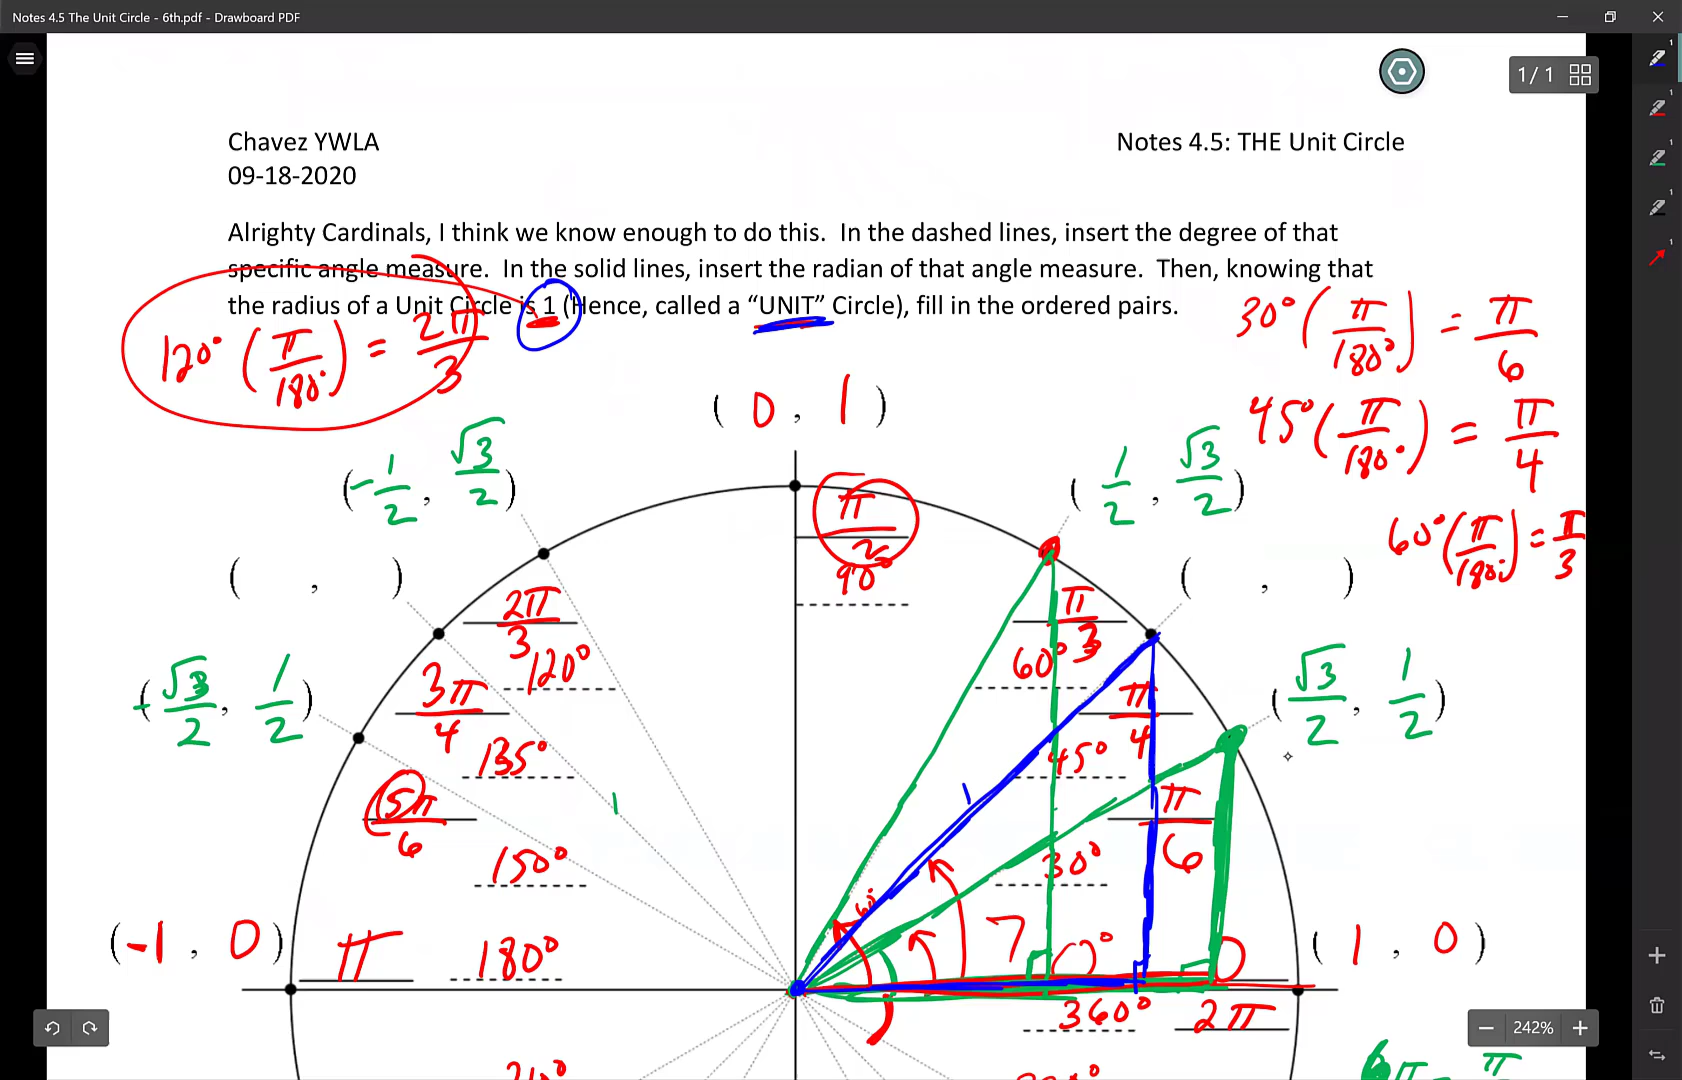 Notes 4.5 The Unit Circle - 6th.pdf - Drawboard PDF
1 / 1
Chavez YWLA
Notes 4.5: THE Unit Circle
09-18-2020
Alrighty Cardinals, I think we know enough to do this. In the dashed lines, insert the degree of that
specific angle measure. In the solid lines, insert the radian of that angle measure. Then, knowing that
the radius of a Unit Circle is 1 (Hence, called a “UNIT” Circle), fill in the ordered pairs.
120° (π/180°) = 2π/3
30° (π/180°) = π/6
45° (π/180°) = π/4
60° (π/180°) = π/3
( 0 , 1 )
(-1/2, √3/2)
( 1/2 , √3/2 )
π/2
90°
( , )
( , )
2π/3
120°
π/3
60°
(-√3/2, 1/2)
( √3/2 , 1/2 )
3π/4
135°
π/4
45°
1
1
5π/6
150°
π/6
30°
60°
(-1 , 0)
π
180°
0°
0
( 1 , 0 )
360°
2π
242%